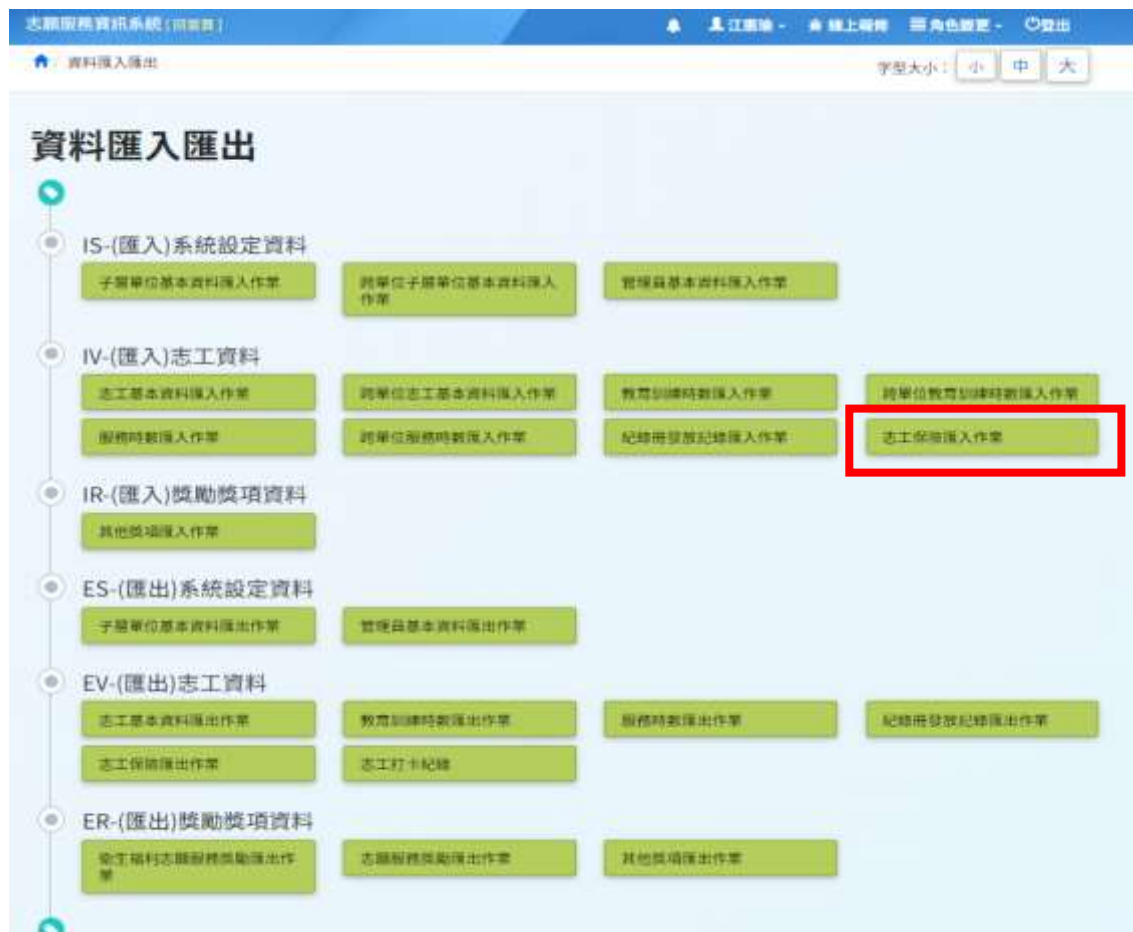 志願服務資訊系統
線上報修 角色變更 登出
資料匯入匯出
字型大小： 小 中 大
資料匯入匯出
IS-(匯入)系統設定資料
子層單位基本資料匯入作業 跨單位子層單位基本資料匯入作業 管理員基本資料匯入作業
IV-(匯入)志工資料
志工基本資料匯入作業 跨單位志工基本資料匯入作業 教育訓練時數匯入作業 跨單位教育訓練時數匯入作業
服務時數匯入作業 跨單位服務時數匯入作業 紀錄冊發放紀錄匯入作業 志工保險匯入作業
IR-(匯入)獎勵獎項資料
其他獎項匯入作業
ES-(匯出)系統設定資料
子層單位基本資料匯出作業 管理員基本資料匯出作業
EV-(匯出)志工資料
志工基本資料匯出作業 教育訓練時數匯出作業 服務時數匯出作業 紀錄冊發放紀錄匯出作業
志工保險匯出作業 志工打卡紀錄
ER-(匯出)獎勵獎項資料
衛生福利志願服務獎勵匯出作業 志願服務獎勵匯出作業 其他獎項匯出作業